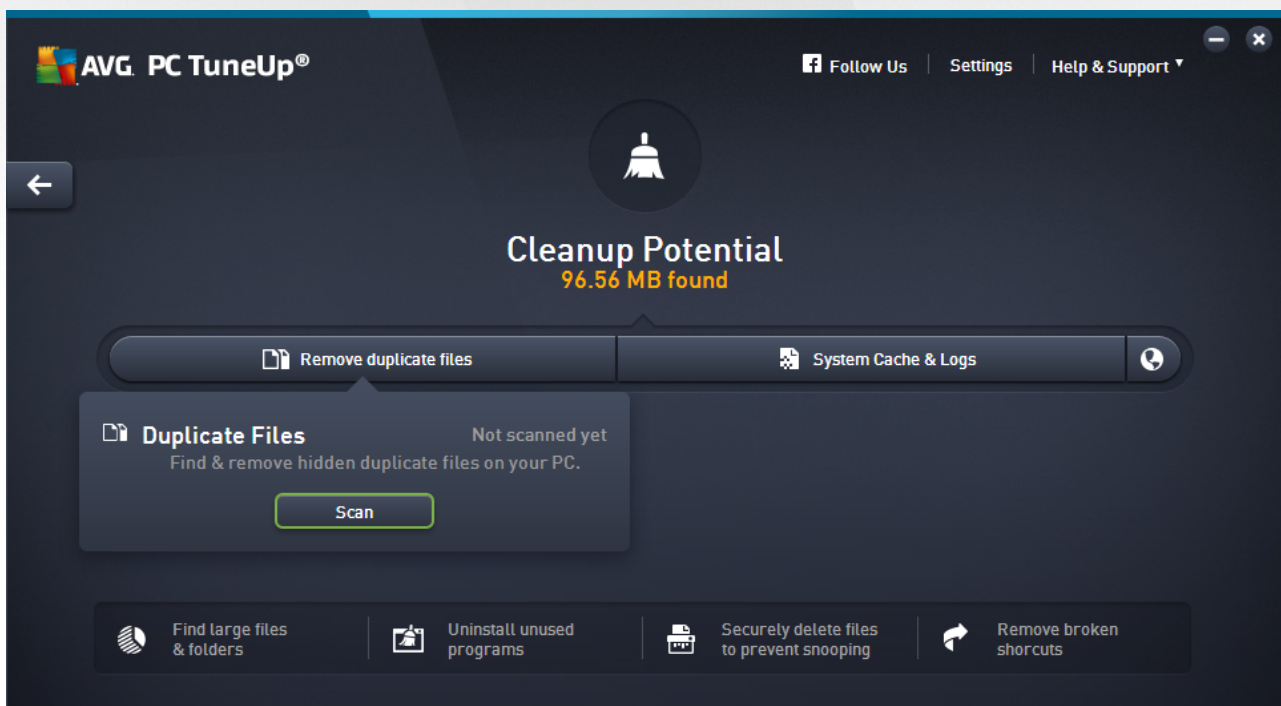 AVG. PC TuneUp®
Follow Us
Settings
Help & Support
Cleanup Potential
96.56 MB found
Remove duplicate files
System Cache & Logs
Duplicate Files
Not scanned yet
Find & remove hidden duplicate files on your PC.
Scan
Find large files
& folders
Uninstall unused
programs
Securely delete files
to prevent snooping
Remove broken
shorcuts